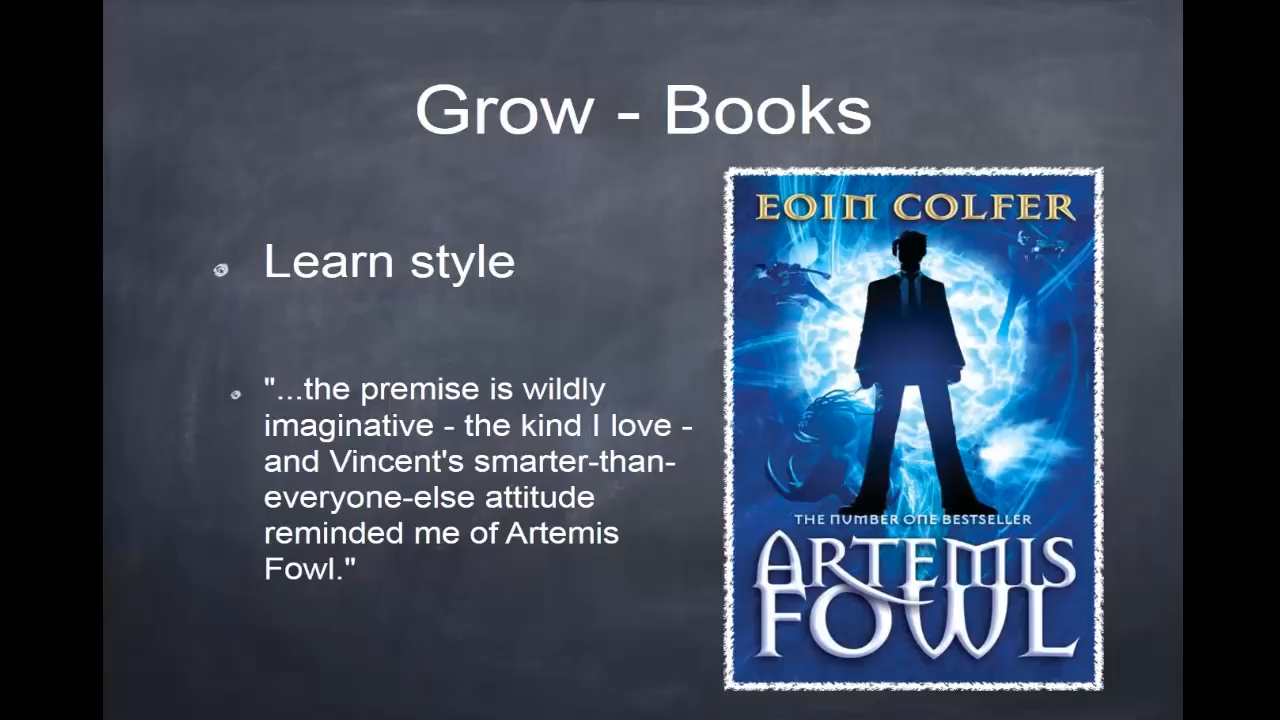 Grow - Books
Learn style
"...the premise is wildly
imaginative - the kind I love -
and Vincent's smarter-than-
everyone-else attitude
reminded me of Artemis
Fowl."
EOIN COLFER
THE NUMBER ONE BESTSELLER
ARTEMIS
FOWL